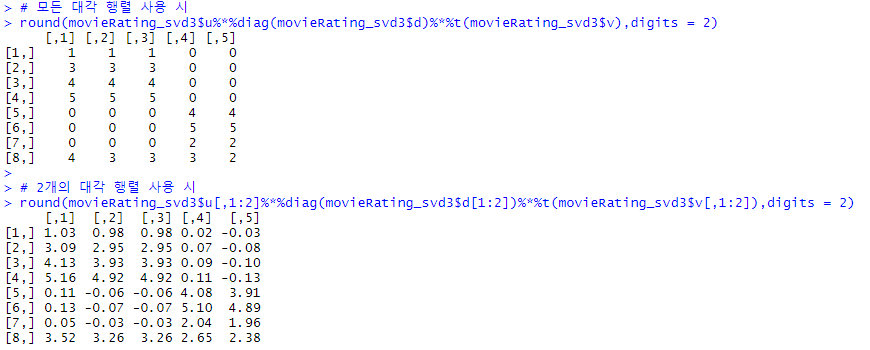 > # 모든 대각 행렬 사용 시
> round(movieRating_svd3$u%*%diag(movieRating_svd3$d)%*%t(movieRating_svd3$v),digits = 2)
     [,1] [,2] [,3] [,4] [,5]
[1,]    1    1    1    0    0
[2,]    3    3    3    0    0
[3,]    4    4    4    0    0
[4,]    5    5    5    0    0
[5,]    0    0    0    4    4
[6,]    0    0    0    5    5
[7,]    0    0    0    2    2
[8,]    4    3    3    3    2
>
> # 2개의 대각 행렬 사용 시
> round(movieRating_svd3$u[,1:2]%*%diag(movieRating_svd3$d[1:2])%*%t(movieRating_svd3$v[,1:2]),digits = 2)
     [,1]  [,2]  [,3] [,4]  [,5]
[1,] 1.03  0.98  0.98 0.02 -0.03
[2,] 3.09  2.95  2.95 0.07 -0.08
[3,] 4.13  3.93  3.93 0.09 -0.10
[4,] 5.16  4.92  4.92 0.11 -0.13
[5,] 0.11 -0.06 -0.06 4.08  3.91
[6,] 0.13 -0.07 -0.07 5.10  4.89
[7,] 0.05 -0.03 -0.03 2.04  1.96
[8,] 3.52  3.26  3.26 2.65  2.38